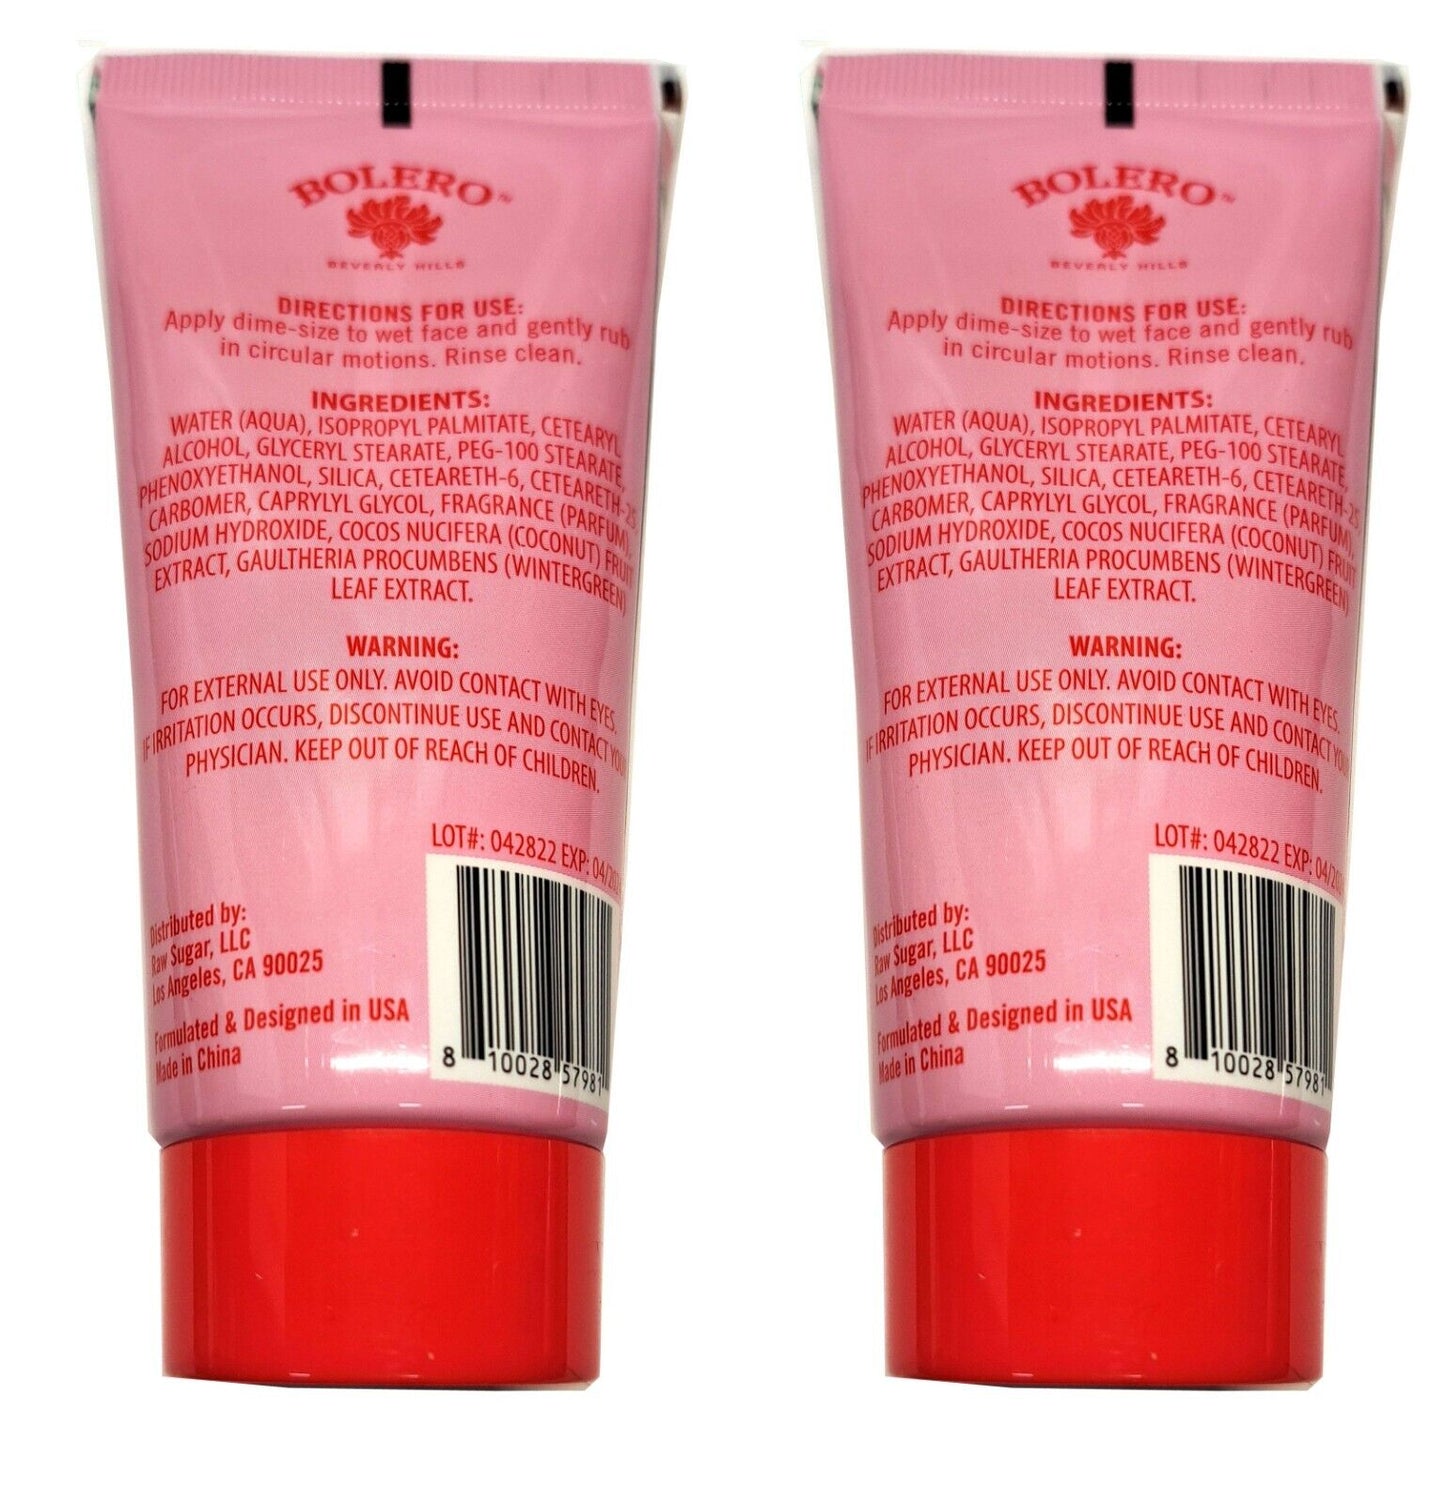 BOLERO™
BEVERLY HILLS
DIRECTIONS FOR USE:
Apply dime-size to wet face and gently rub
in circular motions. Rinse clean.
INGREDIENTS:
WATER (AQUA), ISOPROPYL PALMITATE, CETEARYL
ALCOHOL, GLYCERYL STEARATE, PEG-100 STEARATE,
PHENOXYETHANOL, SILICA, CETEARETH-6, CETEARETH-25
CARBOMER, CAPRYLYL GLYCOL, FRAGRANCE (PARFUM),
SODIUM HYDROXIDE, COCOS NUCIFERA (COCONUT) FRUIT
EXTRACT, GAULTHERIA PROCUMBENS (WINTERGREEN)
LEAF EXTRACT.
WARNING:
FOR EXTERNAL USE ONLY. AVOID CONTACT WITH EYES.
IF IRRITATION OCCURS, DISCONTINUE USE AND CONTACT YOUR
PHYSICIAN. KEEP OUT OF REACH OF CHILDREN.
LOT#: 042822 EXP:
Distributed by:
Raw Sugar, LLC
Los Angeles, CA 90025
Formulated & Designed in USA
Made in China
8 10028 57981
BOLERO™
BEVERLY HILLS
DIRECTIONS FOR USE:
Apply dime-size to wet face and gently rub
in circular motions. Rinse clean.
INGREDIENTS:
WATER (AQUA), ISOPROPYL PALMITATE, CETEARYL
ALCOHOL, GLYCERYL STEARATE, PEG-100 STEARATE,
PHENOXYETHANOL, SILICA, CETEARETH-6, CETEARETH-25
CARBOMER, CAPRYLYL GLYCOL, FRAGRANCE (PARFUM),
SODIUM HYDROXIDE, COCOS NUCIFERA (COCONUT) FRUIT
EXTRACT, GAULTHERIA PROCUMBENS (WINTERGREEN)
LEAF EXTRACT.
WARNING:
FOR EXTERNAL USE ONLY. AVOID CONTACT WITH EYES.
IF IRRITATION OCCURS, DISCONTINUE USE AND CONTACT YOUR
PHYSICIAN. KEEP OUT OF REACH OF CHILDREN.
LOT#: 042822 EXP:
Distributed by:
Raw Sugar, LLC
Los Angeles, CA 90025
Formulated & Designed in USA
Made in China
8 10028 57981